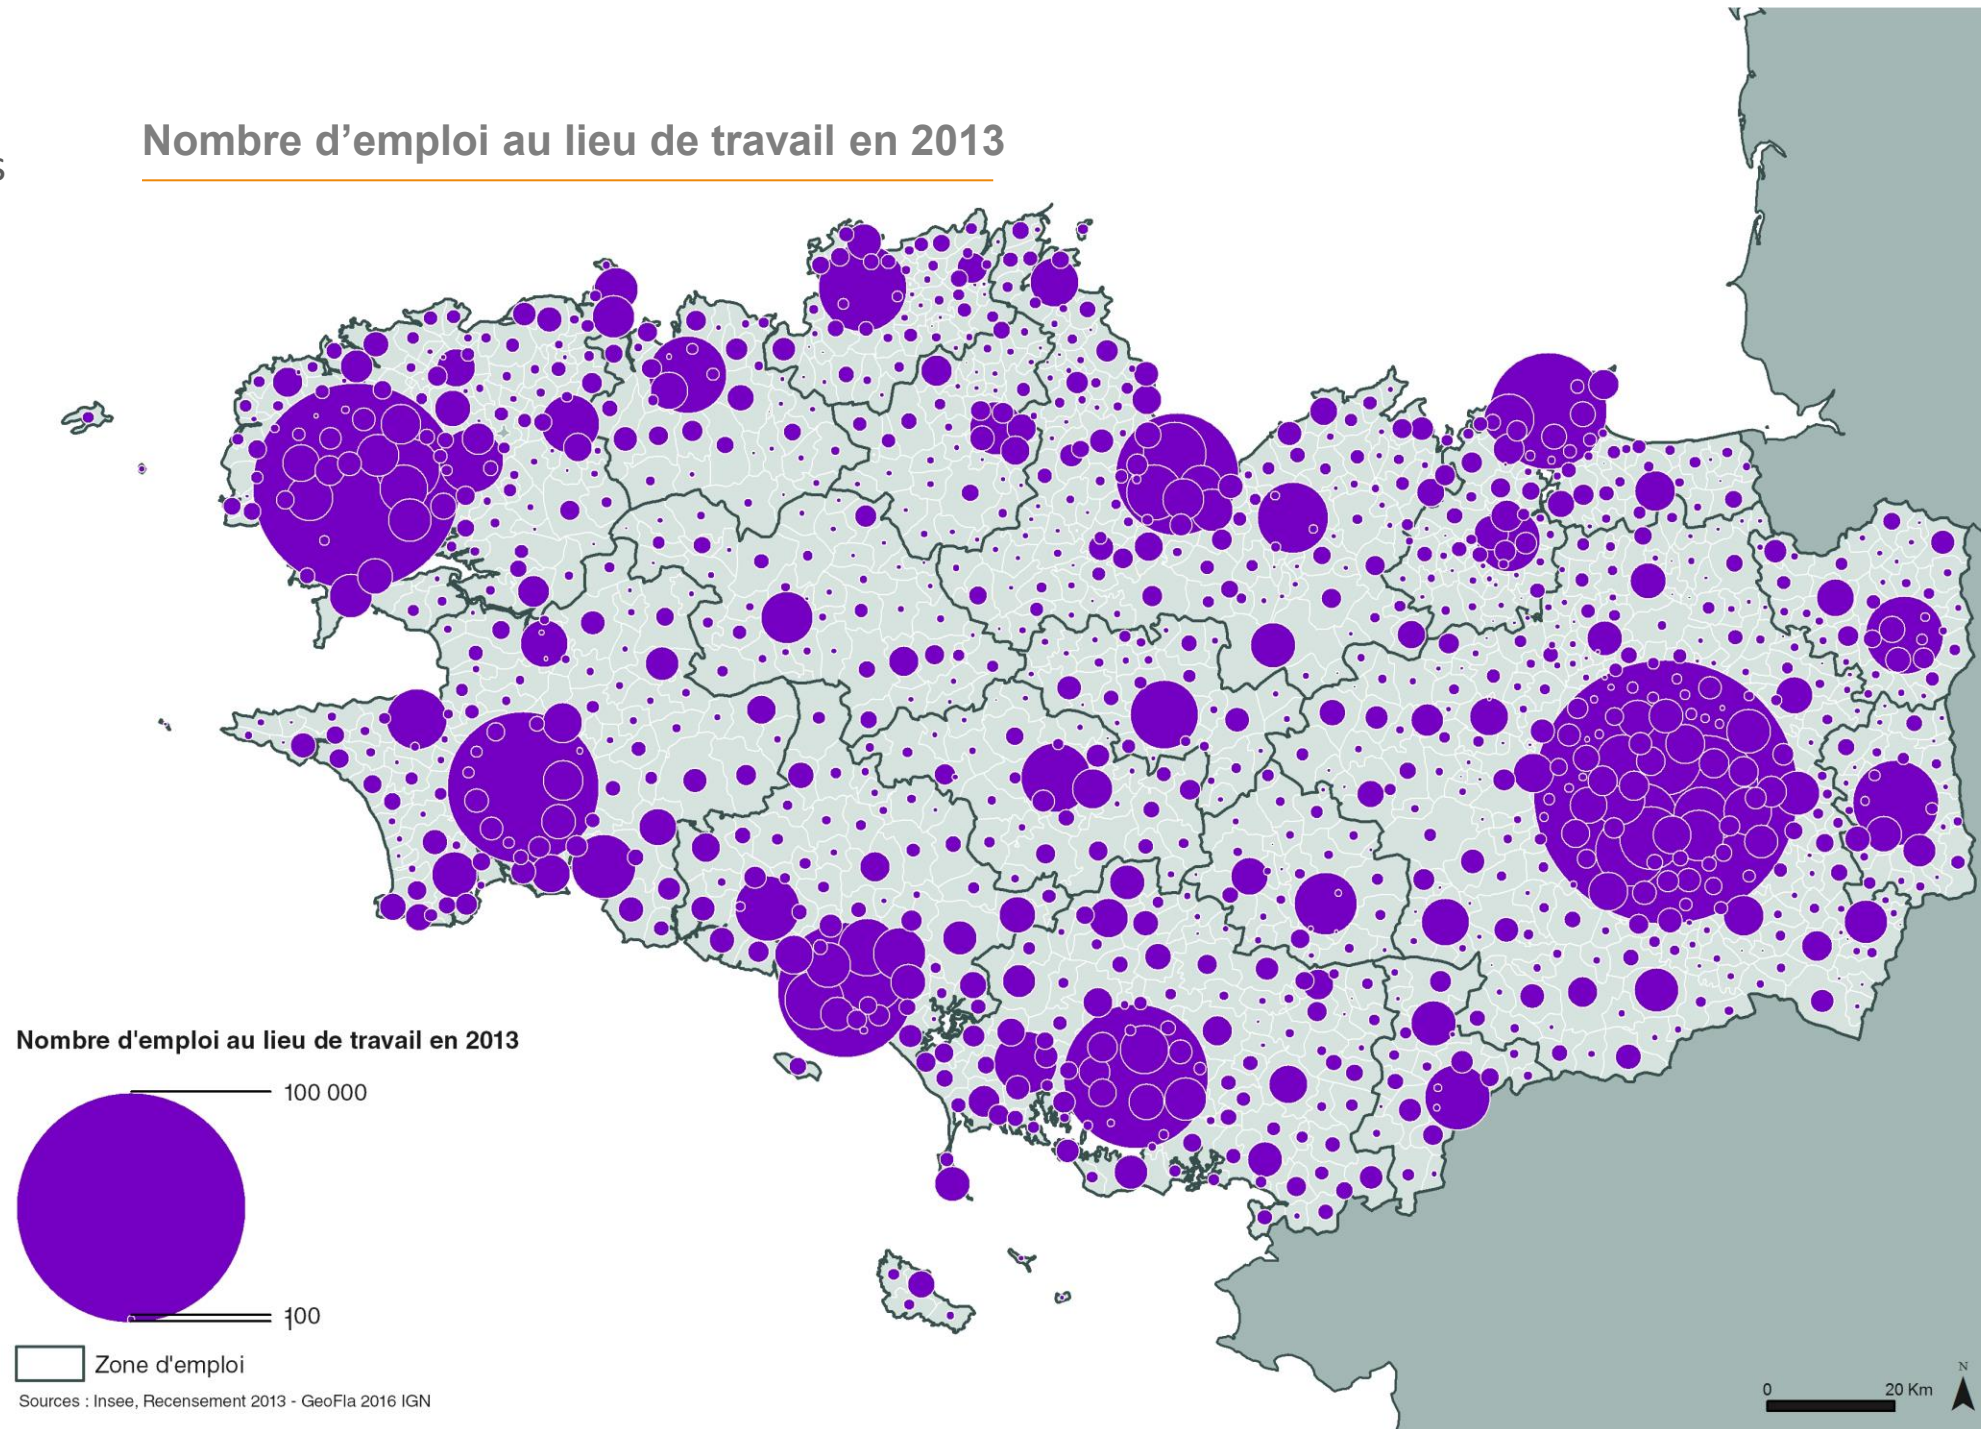 Nombre d'emploi au lieu de travail en 2013
s
Nombre d'emploi au lieu de travail en 2013
100 000
100
1
Zone d'emploi
Sources : Insee, Recensement 2013 - GeoFla 2016 IGN
0 20 Km
N